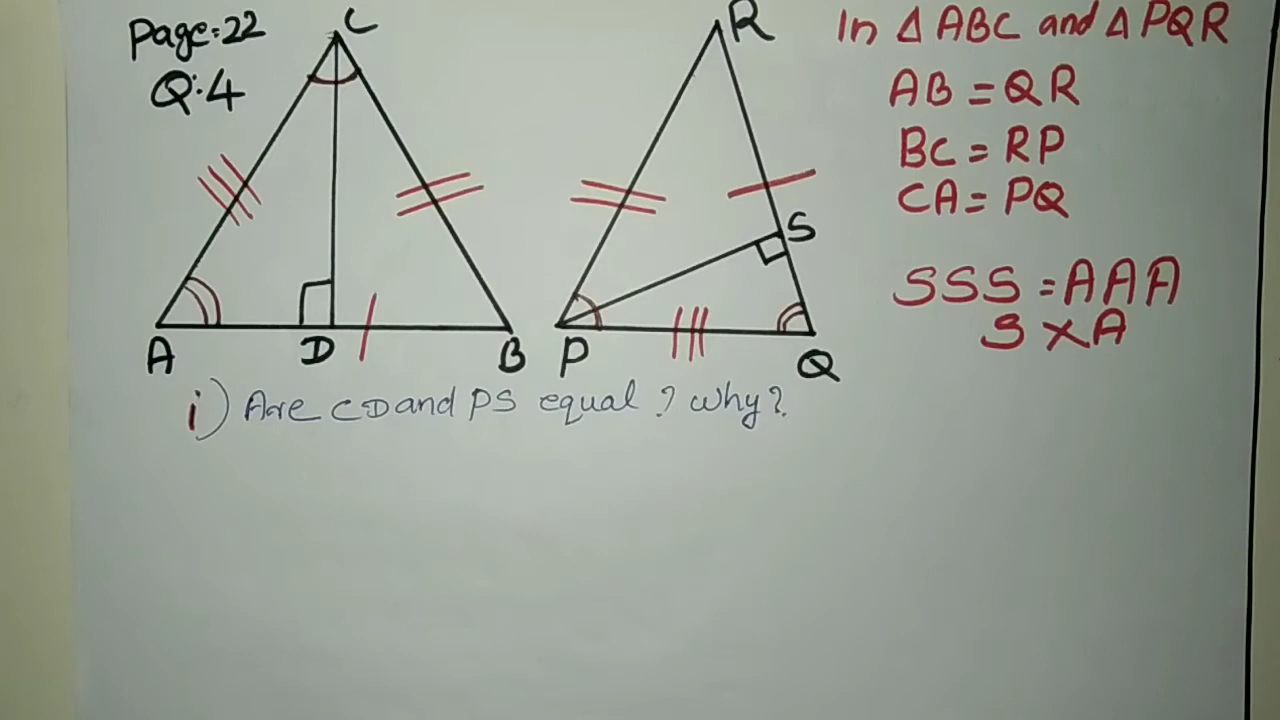 Page:22
Q:4
C
A
D
B
R
S
P
Q
In Δ ABC and Δ PQR
AB = QR
BC = RP
CA = PQ
SSS = AAA
S X A
i) Are CD and PS equal ? Why?